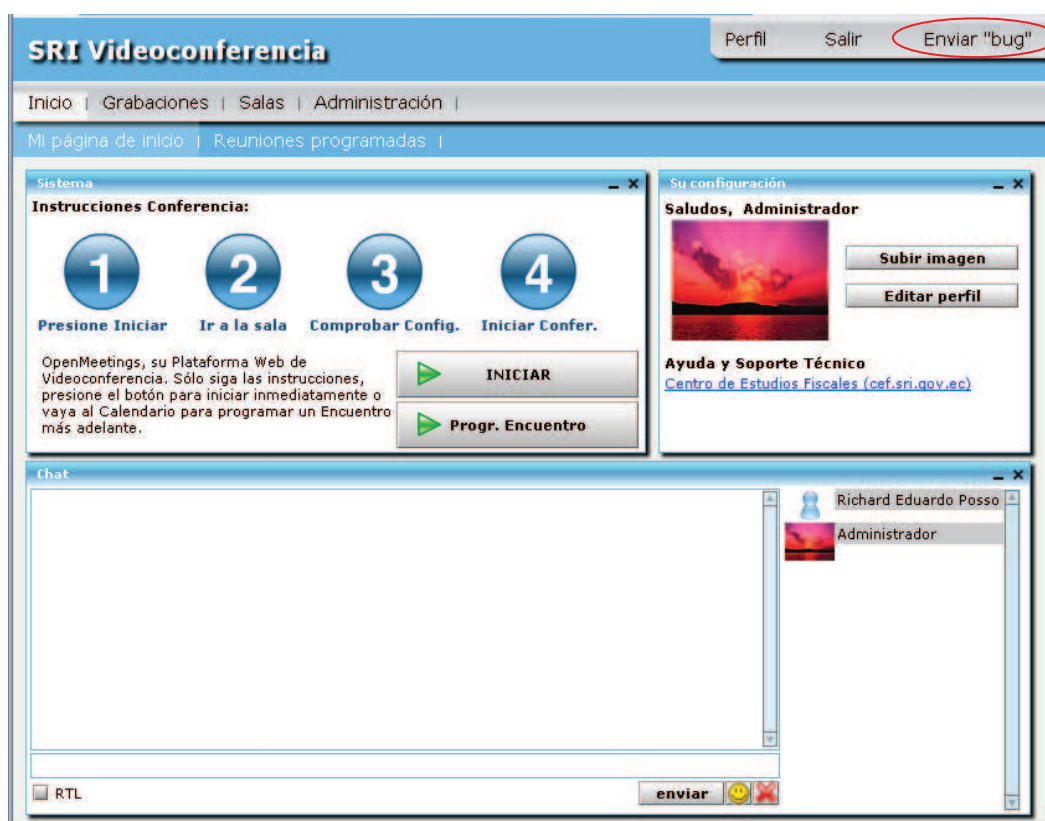 SRI Videoconferencia
Perfil Salir Enviar "bug"
Inicio | Grabaciones | Salas | Administración |
Mi página de inicio | Reuniones programadas |
Sistema
Instrucciones Conferencia:
1 2 3 4
Presione Iniciar Ir a la sala Comprobar Config. Iniciar Confer.
OpenMeetings, su Plataforma Web de
Videoconferencia. Sólo siga las instrucciones,
presione el botón para iniciar inmediatamente o
vaya al Calendario para programar un Encuentro
más adelante.
INICIAR
Progr. Encuentro
Su configuración
Saludos, Administrador
Subir imagen
Editar perfil
Ayuda y Soporte Técnico
Centro de Estudios Fiscales (cef.sri.gov.ec)
Chat
Richard Eduardo Posso
Administrador
RTL
enviar